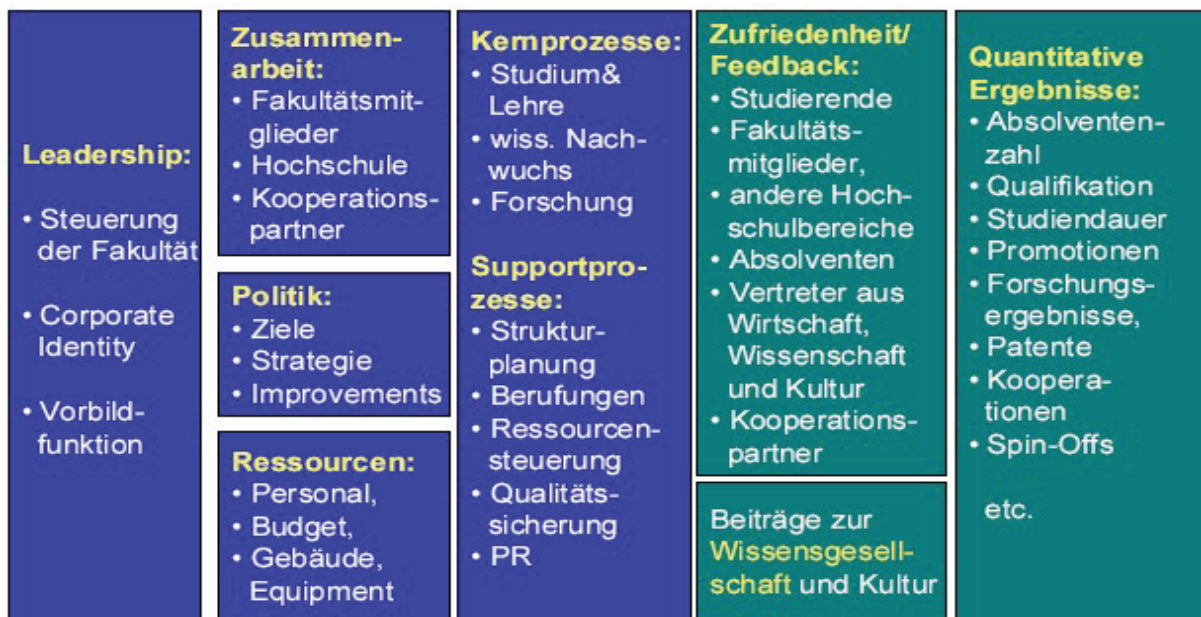 Leadership:
• Steuerung
der Fakultät
• Corporate
Identity
• Vorbild-
funktion
Zusammen-
arbeit:
• Fakultätsmit-
glieder
• Hochschule
• Kooperations-
partner
Politik:
• Ziele
• Strategie
• Improvements
Ressourcen:
• Personal,
• Budget,
• Gebäude,
Equipment
Kernprozesse:
• Studium&
Lehre
• wiss. Nach-
wuchs
• Forschung
Supportpro-
zesse:
• Struktur-
planung
• Berufungen
• Ressourcen-
steuerung
• Qualitäts-
sicherung
• PR
Zufriedenheit/
Feedback:
• Studierende
• Fakultäts-
mitglieder,
• andere Hoch-
schulbereiche
• Absolventen
• Vertreter aus
Wirtschaft,
Wissenschaft
und Kultur
• Kooperations-
partner
Beiträge zur
Wissensgesell-
schaft und Kultur
Quantitative
Ergebnisse:
• Absolventen-
zahl
• Qualifikation
• Studiendauer
• Promotionen
• Forschungs-
ergebnisse,
• Patente
• Koopera-
tionen
• Spin-Offs
etc.